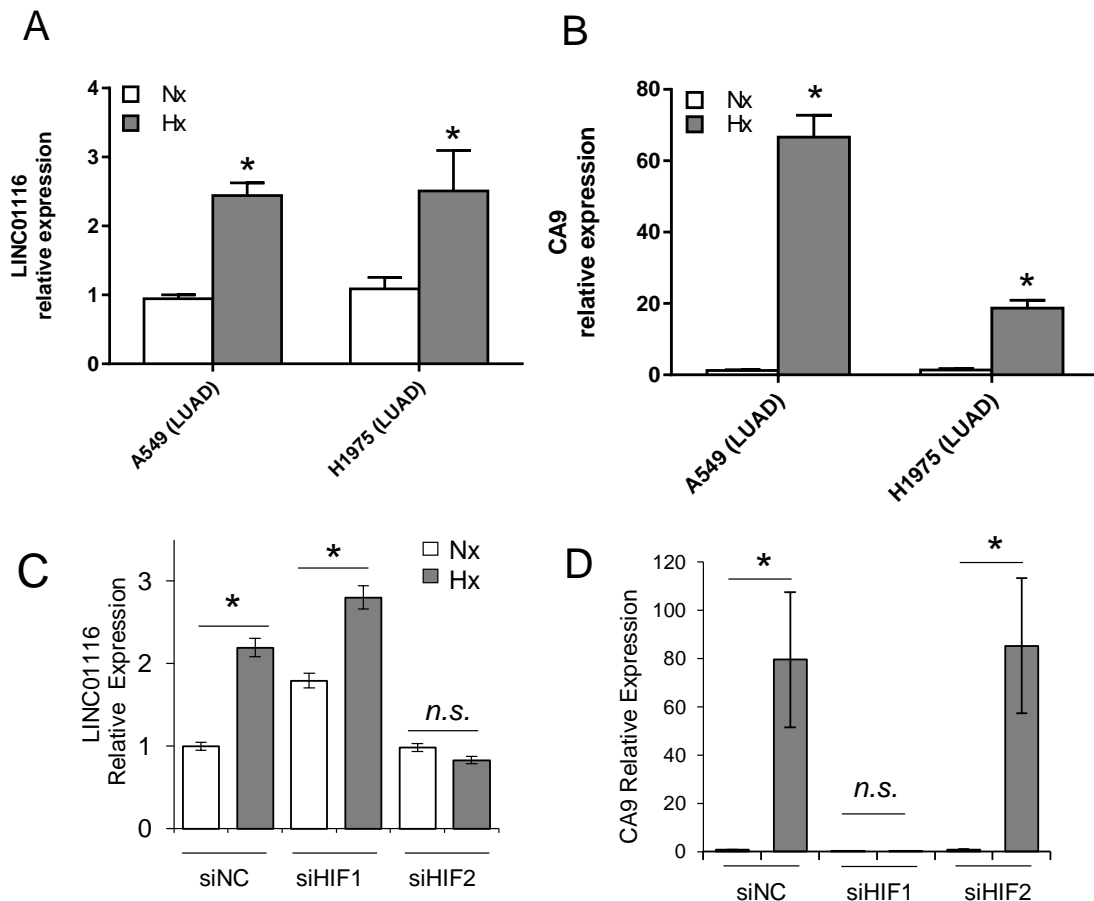 A
LINC01116
relative expression
4
3
2
1
0
Nx
Hx
*
*
A549 (LUAD)
H1975 (LUAD)
B
CA9
relative expression
80
60
40
20
0
Nx
Hx
*
*
A549 (LUAD)
H1975 (LUAD)
C
LINC01116
Relative Expression
3
2
1
0
Nx
Hx
*
*
n.s.
siNC
siHIF1
siHIF2
D
CA9 Relative Expression
120
100
80
60
40
20
0
*
n.s.
*
siNC
siHIF1
siHIF2